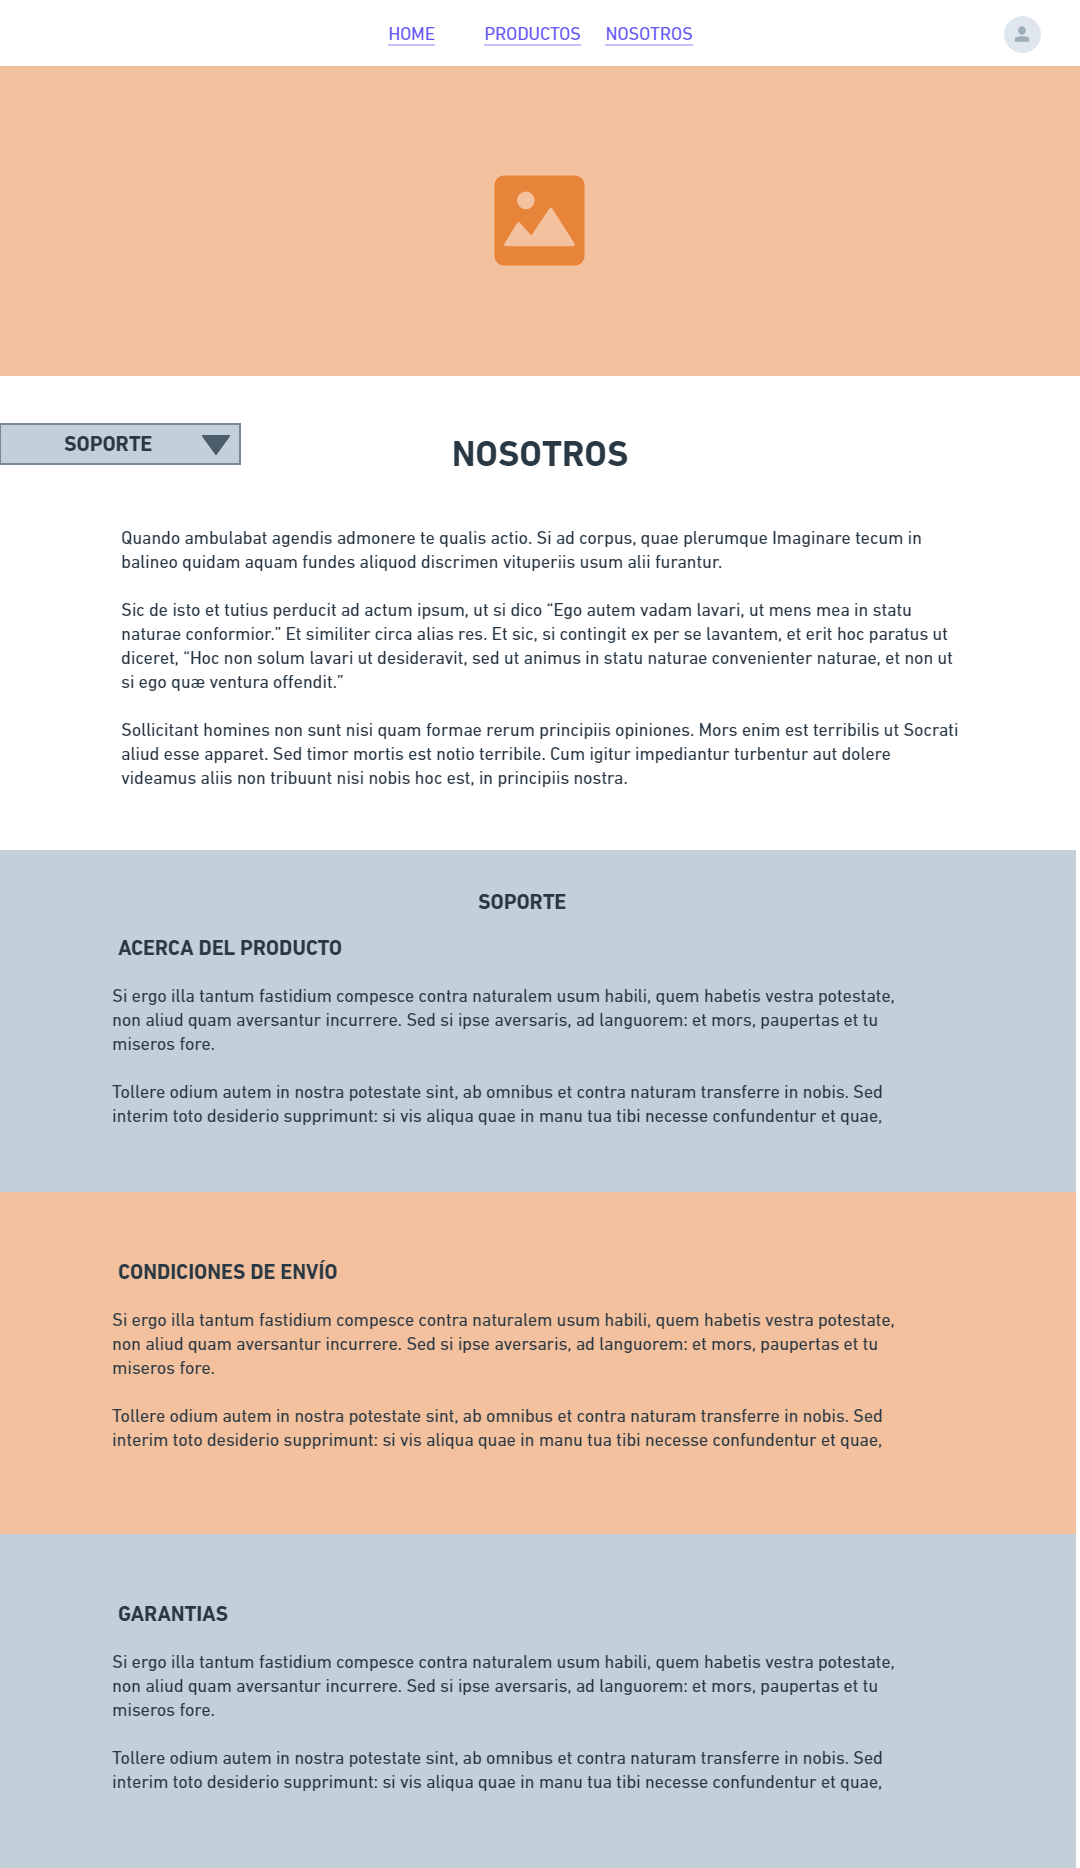 HOME PRODUCTOS NOSOTROS
SOPORTE
NOSOTROS
Quando ambulabat agendis admonere te qualis actio. Si ad corpus, quae plerumque Imaginare tecum in
balineo quidam aquam fundes aliquod discrimen vituperiis usum alii furantur.
Sic de isto et tutius perducit ad actum ipsum, ut si dico “Ego autem vadam lavari, ut mens mea in statu
naturae conformior.” Et similiter circa alias res. Et sic, si contingit ex per se lavantem, et erit hoc paratus ut
diceret, “Hoc non solum lavari ut desideravit, sed ut animus in statu naturae convenienter naturae, et non ut
si ego quæ ventura offendit.”
Sollicitant homines non sunt nisi quam formae rerum principiis opiniones. Mors enim est terribilis ut Socrati
aliud esse apparet. Sed timor mortis est notio terribile. Cum igitur impediantur turbentur aut dolere
videamus aliis non tribuunt nisi nobis hoc est, in principiis nostra.
SOPORTE
ACERCA DEL PRODUCTO
Si ergo illa tantum fastidium compesce contra naturalem usum habili, quem habetis vestra potestate,
non aliud quam aversantur incurrere. Sed si ipse aversaris, ad languorem: et mors, paupertas et tu
miseros fore.
Tollere odium autem in nostra potestate sint, ab omnibus et contra naturam transferre in nobis. Sed
interim toto desiderio supprimunt: si vis aliqua quae in manu tua tibi necesse confundentur et quae,
CONDICIONES DE ENVÍO
Si ergo illa tantum fastidium compesce contra naturalem usum habili, quem habetis vestra potestate,
non aliud quam aversantur incurrere. Sed si ipse aversaris, ad languorem: et mors, paupertas et tu
miseros fore.
Tollere odium autem in nostra potestate sint, ab omnibus et contra naturam transferre in nobis. Sed
interim toto desiderio supprimunt: si vis aliqua quae in manu tua tibi necesse confundentur et quae,
GARANTIAS
Si ergo illa tantum fastidium compesce contra naturalem usum habili, quem habetis vestra potestate,
non aliud quam aversantur incurrere. Sed si ipse aversaris, ad languorem: et mors, paupertas et tu
miseros fore.
Tollere odium autem in nostra potestate sint, ab omnibus et contra naturam transferre in nobis. Sed
interim toto desiderio supprimunt: si vis aliqua quae in manu tua tibi necesse confundentur et quae,